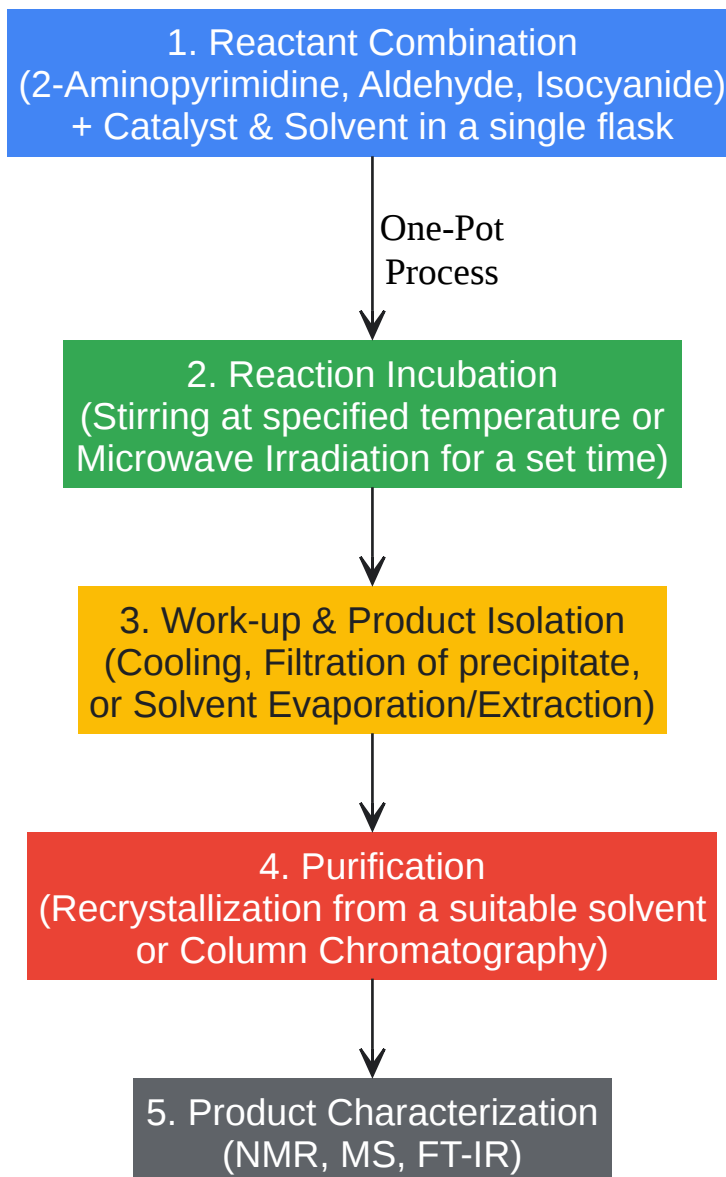 1. Reactant Combination
(2-Aminopyrimidine, Aldehyde, Isocyanide)
+ Catalyst & Solvent in a single flask
One-Pot
Process
2. Reaction Incubation
(Stirring at specified temperature or
Microwave Irradiation for a set time)
3. Work-up & Product Isolation
(Cooling, Filtration of precipitate,
or Solvent Evaporation/Extraction)
4. Purification
(Recrystallization from a suitable solvent
or Column Chromatography)
5. Product Characterization
(NMR, MS, FT-IR)